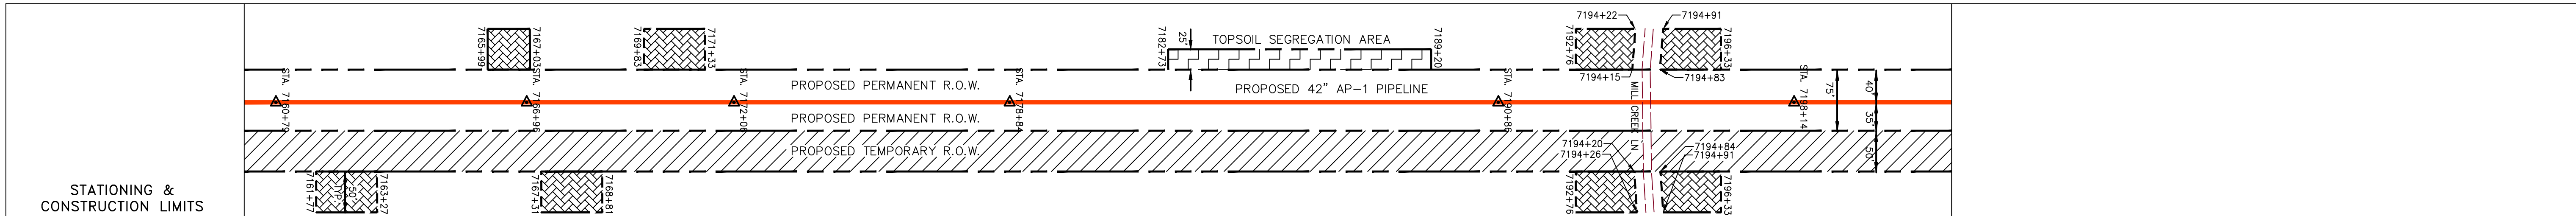 STATIONING &
CONSTRUCTION LIMITS
7165+99
7167+03
7169+83
7171+33
7182+73
25'
TOPSOIL SEGREGATION AREA
7189+20
7192+76
7194+22
7194+91
7196+33
7194+15
7194+83
STA. 7160+79
STA. 7166+96
STA. 7172+06
STA. 7178+84
STA. 7190+86
STA. 7198+14
PROPOSED PERMANENT R.O.W.
PROPOSED 42" AP-1 PIPELINE
MILL CREEK LN
75'
40'
35'
50'
PROPOSED PERMANENT R.O.W.
PROPOSED TEMPORARY R.O.W.
7194+20
7194+26
7194+84
7194+91
7161+77
50'
TYP.
7163+27
7167+31
7168+81
7192+76
7196+33